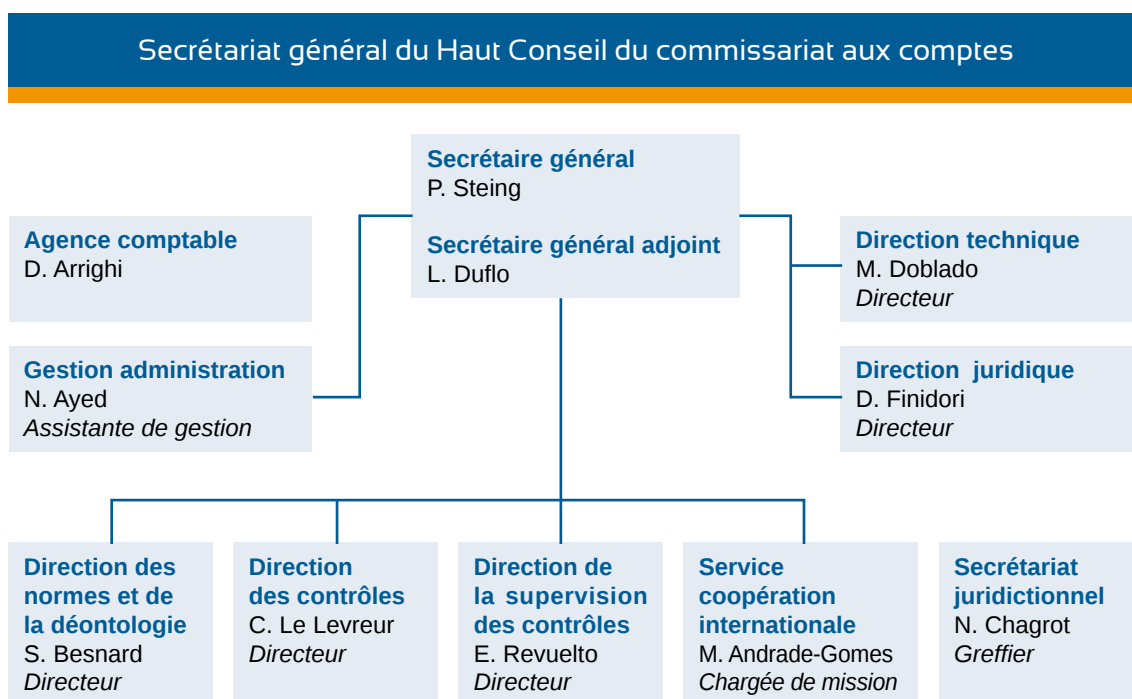 Secrétariat général du Haut Conseil du commissariat aux comptes
Secrétaire général
P. Steing
Secrétaire général adjoint
L. Duflo
Agence comptable
D. Arrighi
Direction technique
M. Doblado
Directeur
Gestion administration
N. Ayed
Assistante de gestion
Direction juridique
D. Finidori
Directeur
Direction des
normes et de
la déontologie
S. Besnard
Directeur
Direction
des contrôles
C. Le Levreur
Directeur
Direction de
la supervision
des contrôles
E. Revuelto
Directeur
Service
coopération
internationale
M. Andrade-Gomes
Chargée de mission
Secrétariat
juridictionnel
N. Chagrot
Greffier